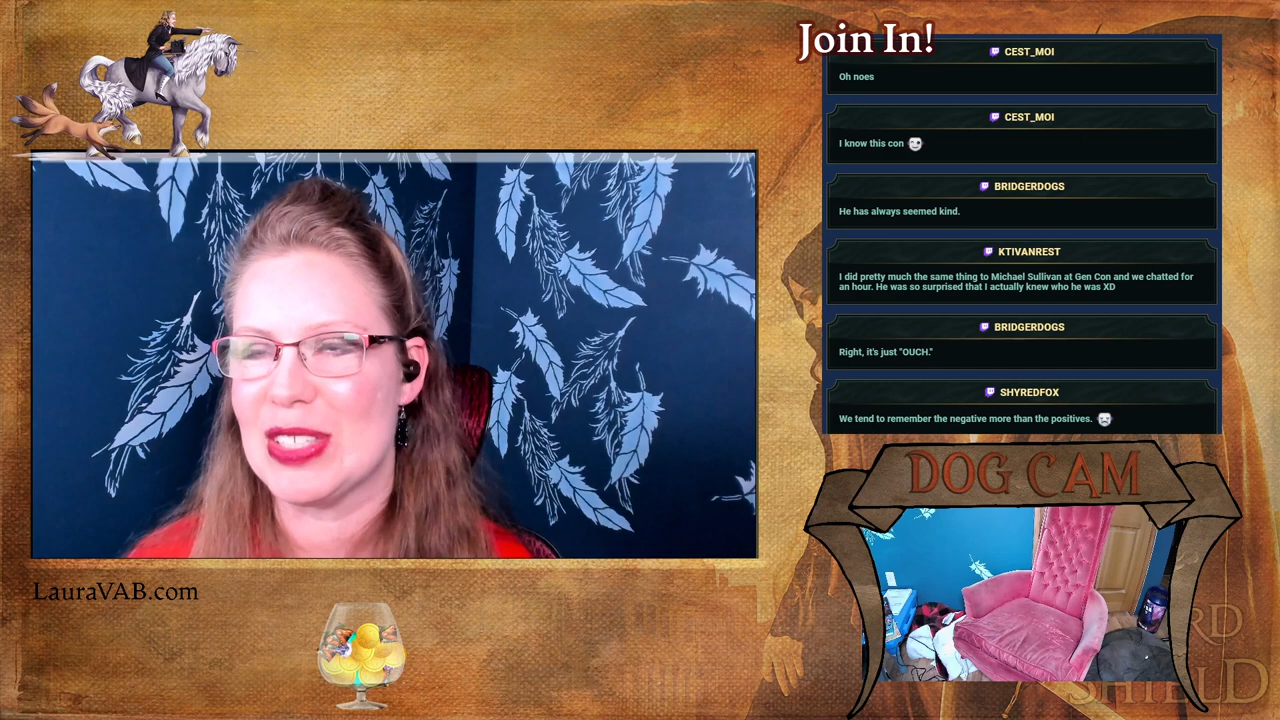 Join In!
CEST_MOI
Oh noes
CEST_MOI
I know this con
BRIDGERDOGS
He has always seemed kind.
KTIVANREST
I did pretty much the same thing to Michael Sullivan at Gen Con and we chatted for
an hour. He was so surprised that I actually knew who he was XD
BRIDGERDOGS
Right, it's just "OUCH."
SHYREDFOX
We tend to remember the negative more than the positives.
DOG CAM
LauraVAB.com
SHIELD